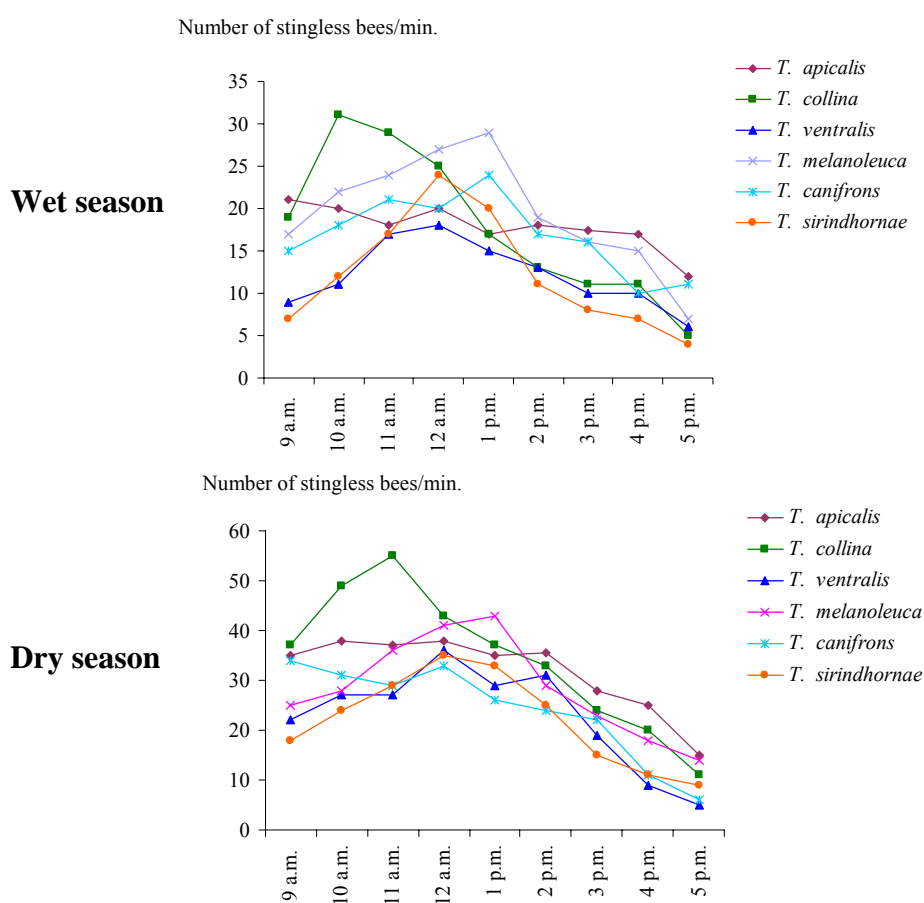 Number of stingless bees/min.
35
30
25
20
15
10
5
0
9 a.m.
10 a.m.
11 a.m.
12 a.m.
1 p.m.
2 p.m.
3 p.m.
4 p.m.
5 p.m.
T. apicalis
T. collina
T. ventralis
T. melanoleuca
T. canifrons
T. sirindhornae
Wet season
Number of stingless bees/min.
60
50
40
30
20
10
0
9 a.m.
10 a.m.
11 a.m.
12 a.m.
1 p.m.
2 p.m.
3 p.m.
4 p.m.
5 p.m.
T. apicalis
T. collina
T. ventralis
T. melanoleuca
T. canifrons
T. sirindhornae
Dry season